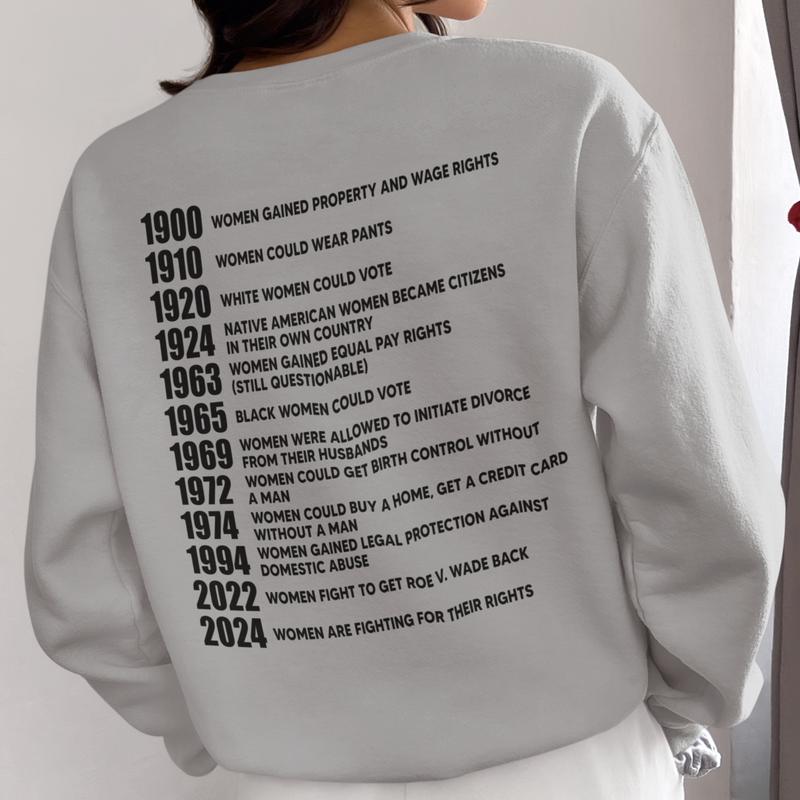 1900 WOMEN GAINED PROPERTY AND WAGE RIGHTS
1910 WOMEN COULD WEAR PANTS
1920 WHITE WOMEN COULD VOTE
1924 NATIVE AMERICAN WOMEN BECAME CITIZENS
IN THEIR OWN COUNTRY
1963 WOMEN GAINED EQUAL PAY RIGHTS
(STILL QUESTIONABLE)
1965 BLACK WOMEN COULD VOTE
1969 WOMEN WERE ALLOWED TO INITIATE DIVORCE
FROM THEIR HUSBANDS
1972 WOMEN COULD GET BIRTH CONTROL WITHOUT
A MAN
1974 WOMEN COULD BUY A HOME, GET A CREDIT CARD
WITHOUT A MAN
1994 WOMEN GAINED LEGAL PROTECTION AGAINST
DOMESTIC ABUSE
2022 WOMEN FIGHT TO GET ROE V. WADE BACK
2024 WOMEN ARE FIGHTING FOR THEIR RIGHTS